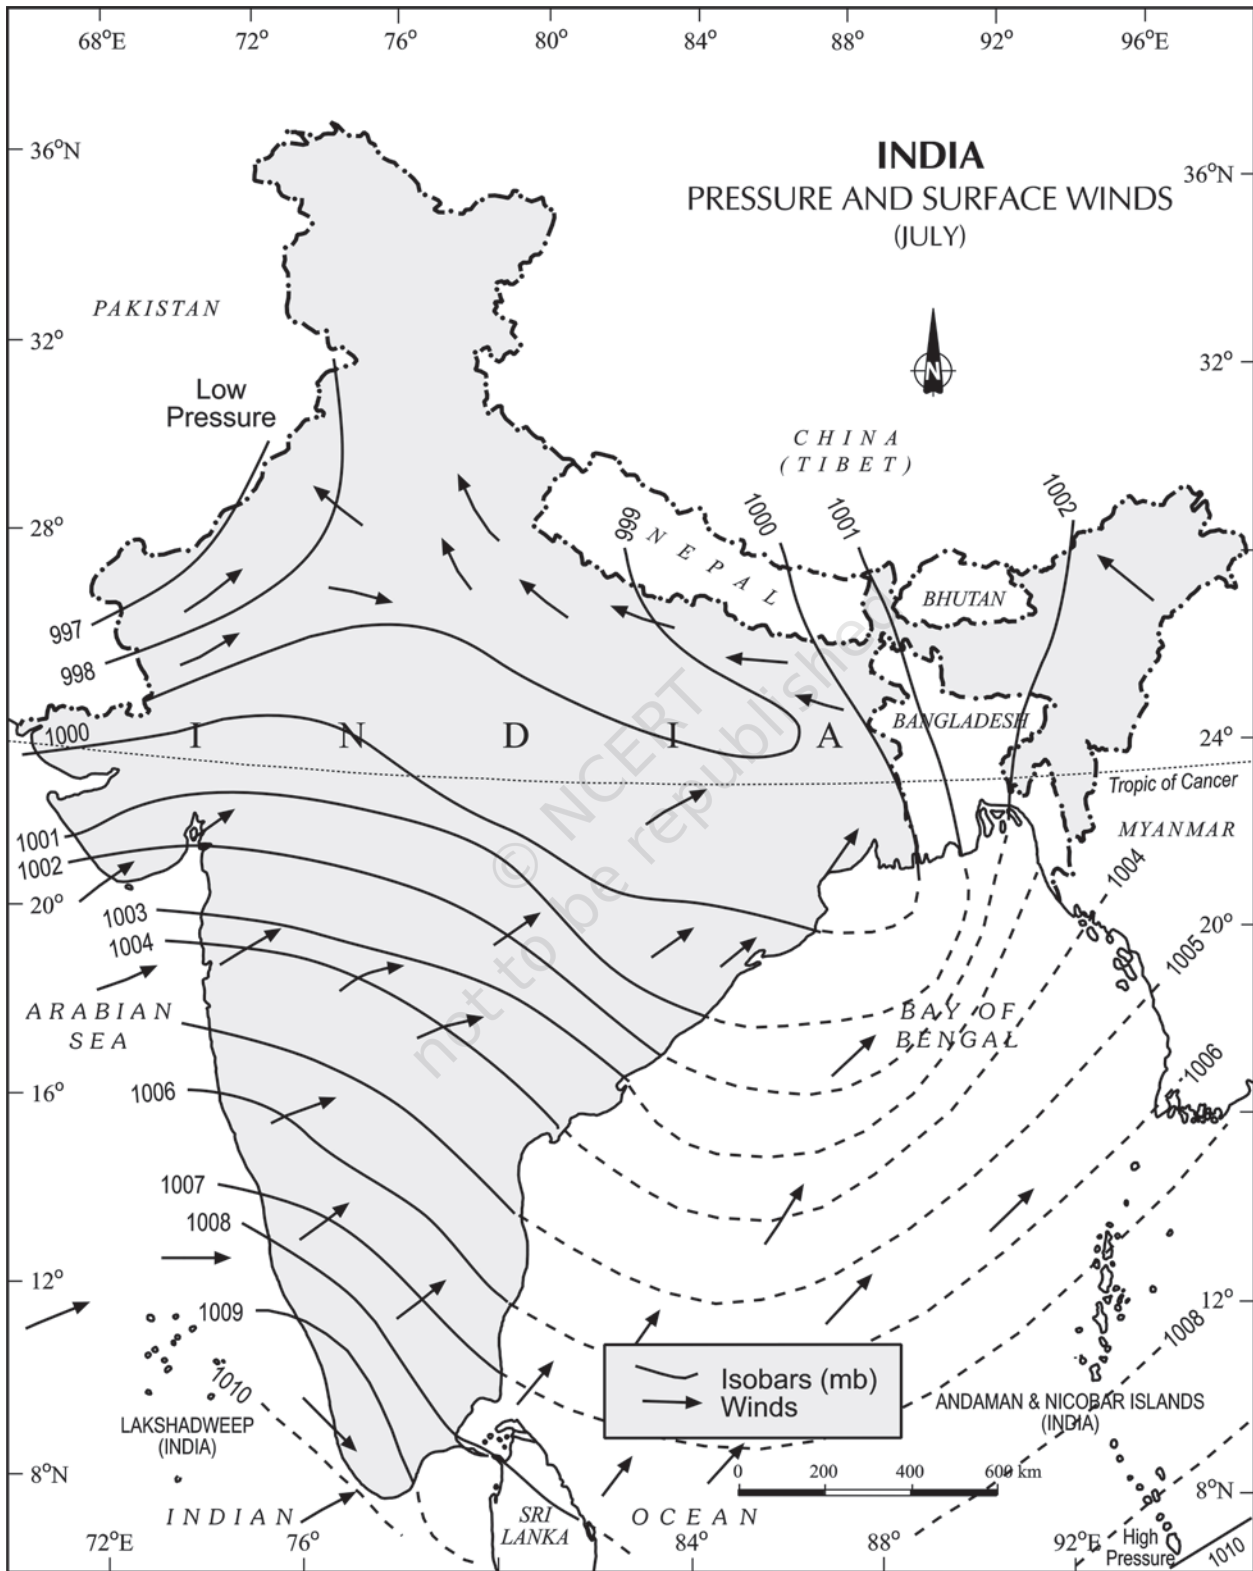 68°E 72° 76° 80° 84° 88° 92° 96°E
INDIA
PRESSURE AND SURFACE WINDS
(JULY)
36°N
36°N
PAKISTAN
32°
32°
N
Low
Pressure
CHINA
(TIBET)
28°
999
1000
1001
1002
NEPAL
BHUTAN
997
998
1000
INDIA
BANGLADESH
24°
Tropic of Cancer
MYANMAR
1001
1002
1003
1004
20°
20°
1004
1005
1006
ARABIAN
SEA
BAY OF
BENGAL
16°
1006
1007
1008
1009
1010
12°
12°
1008
Isobars (mb)
Winds
LAKSHADWEEP
(INDIA)
ANDAMAN & NICOBAR ISLANDS
(INDIA)
8°N
8°N
0 200 400 600 km
INDIAN OCEAN
SRI
LANKA
High
Pressure
1010
72°E 76° 84° 88° 92°E
© NCERT
not to be republished